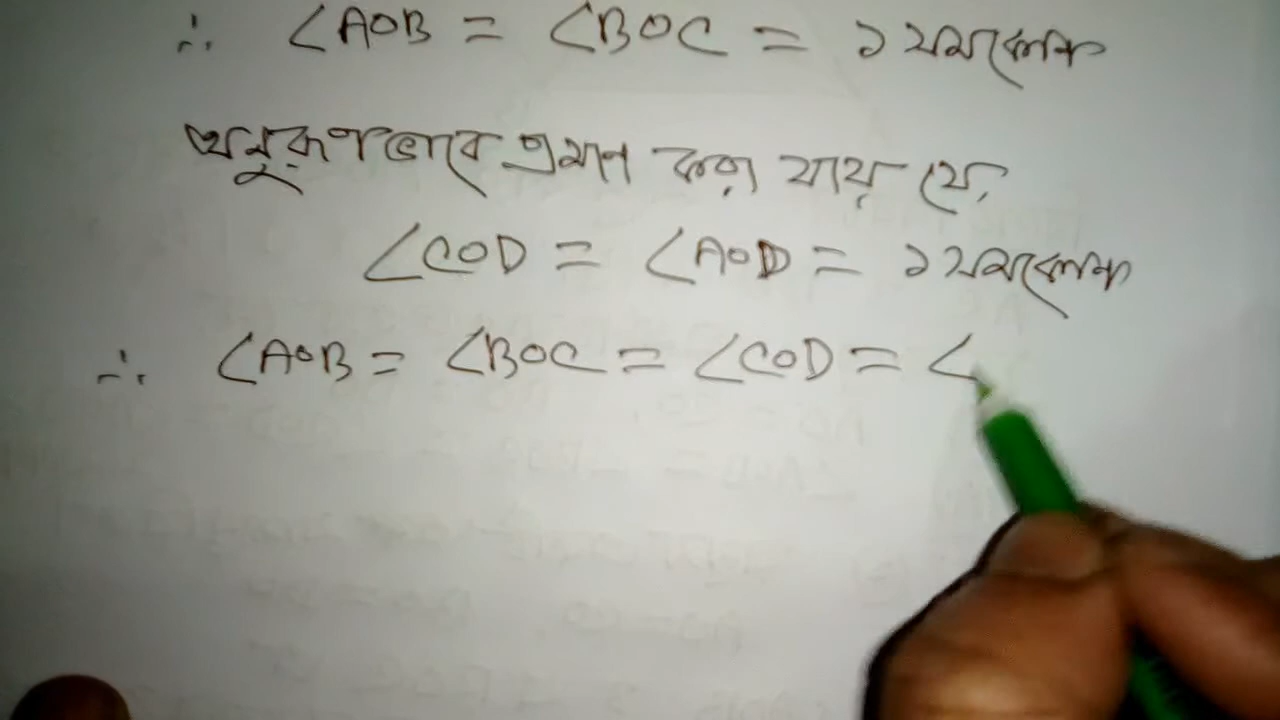 ∴ ∠AOB = ∠BOC = ১ সমকোণ
অনুরূপভাবে প্রমাণ করা যায় যে,
∠COD = ∠AOD = ১ সমকোণ
∴ ∠AOB = ∠BOC = ∠COD = ∠